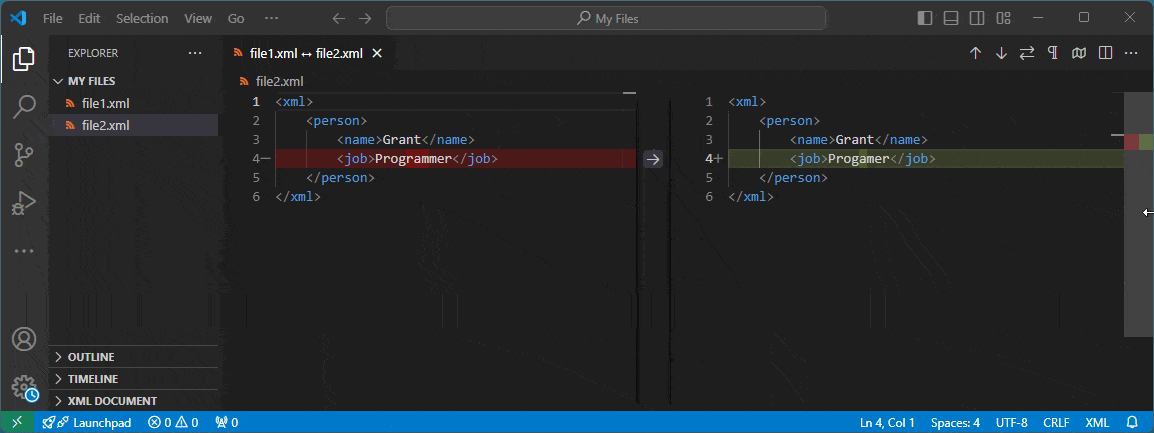 File Edit Selection View Go ···
My Files
EXPLORER ···
file1.xml ↔ file2.xml
MY FILES
file1.xml
file2.xml
file2.xml
1 <xml>
2 <person>
3 <name>Grant</name>
4− <job>Programmer</job>
5 </person>
6 </xml>
1 <xml>
2 <person>
3 <name>Grant</name>
4+ <job>Progamer</job>
5 </person>
6 </xml>
OUTLINE
TIMELINE
XML DOCUMENT
Launchpad 0 0 0 Ln 4, Col 1 Spaces: 4 UTF-8 CRLF XML